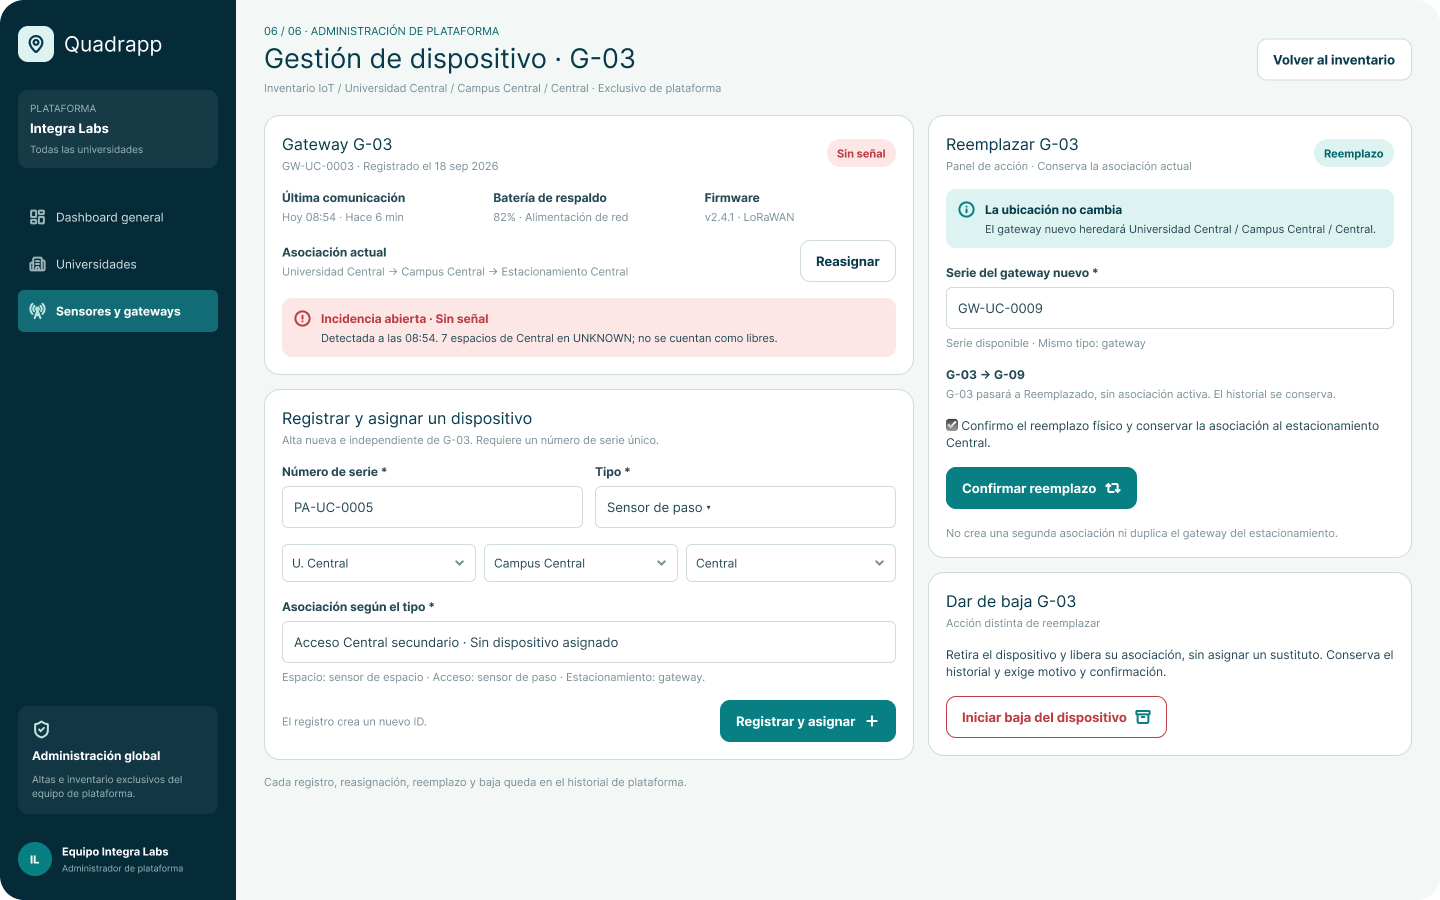 Quadrapp
PLATAFORMA
Integra Labs
Todas las universidades
Dashboard general
Universidades
Sensores y gateways
Administración global
Altas e inventario exclusivos del
equipo de plataforma.
IL
Equipo Integra Labs
Administrador de plataforma
06 / 06 · ADMINISTRACIÓN DE PLATAFORMA
Gestión de dispositivo · G-03
Inventario IoT / Universidad Central / Campus Central / Central · Exclusivo de plataforma
Volver al inventario
Gateway G-03
GW-UC-0003 · Registrado el 18 sep 2026
Sin señal
Última comunicación
Hoy 08:54 · Hace 6 min
Batería de respaldo
82% · Alimentación de red
Firmware
v2.4.1 · LoRaWAN
Asociación actual
Universidad Central → Campus Central → Estacionamiento Central
Reasignar
Incidencia abierta · Sin señal
Detectada a las 08:54. 7 espacios de Central en UNKNOWN; no se cuentan como libres.
Registrar y asignar un dispositivo
Alta nueva e independiente de G-03. Requiere un número de serie único.
Número de serie *
PA-UC-0005
Tipo *
Sensor de paso
U. Central
Campus Central
Central
Asociación según el tipo *
Acceso Central secundario · Sin dispositivo asignado
Espacio: sensor de espacio · Acceso: sensor de paso · Estacionamiento: gateway.
El registro crea un nuevo ID.
Registrar y asignar
Cada registro, reasignación, reemplazo y baja queda en el historial de plataforma.
Reemplazar G-03
Panel de acción · Conserva la asociación actual
Reemplazo
La ubicación no cambia
El gateway nuevo heredará Universidad Central / Campus Central / Central.
Serie del gateway nuevo *
GW-UC-0009
Serie disponible · Mismo tipo: gateway
G-03 → G-09
G-03 pasará a Reemplazado, sin asociación activa. El historial se conserva.
Confirmo el reemplazo físico y conservar la asociación al estacionamiento
Central.
Confirmar reemplazo
No crea una segunda asociación ni duplica el gateway del estacionamiento.
Dar de baja G-03
Acción distinta de reemplazar
Retira el dispositivo y libera su asociación, sin asignar un sustituto. Conserva el
historial y exige motivo y confirmación.
Iniciar baja del dispositivo